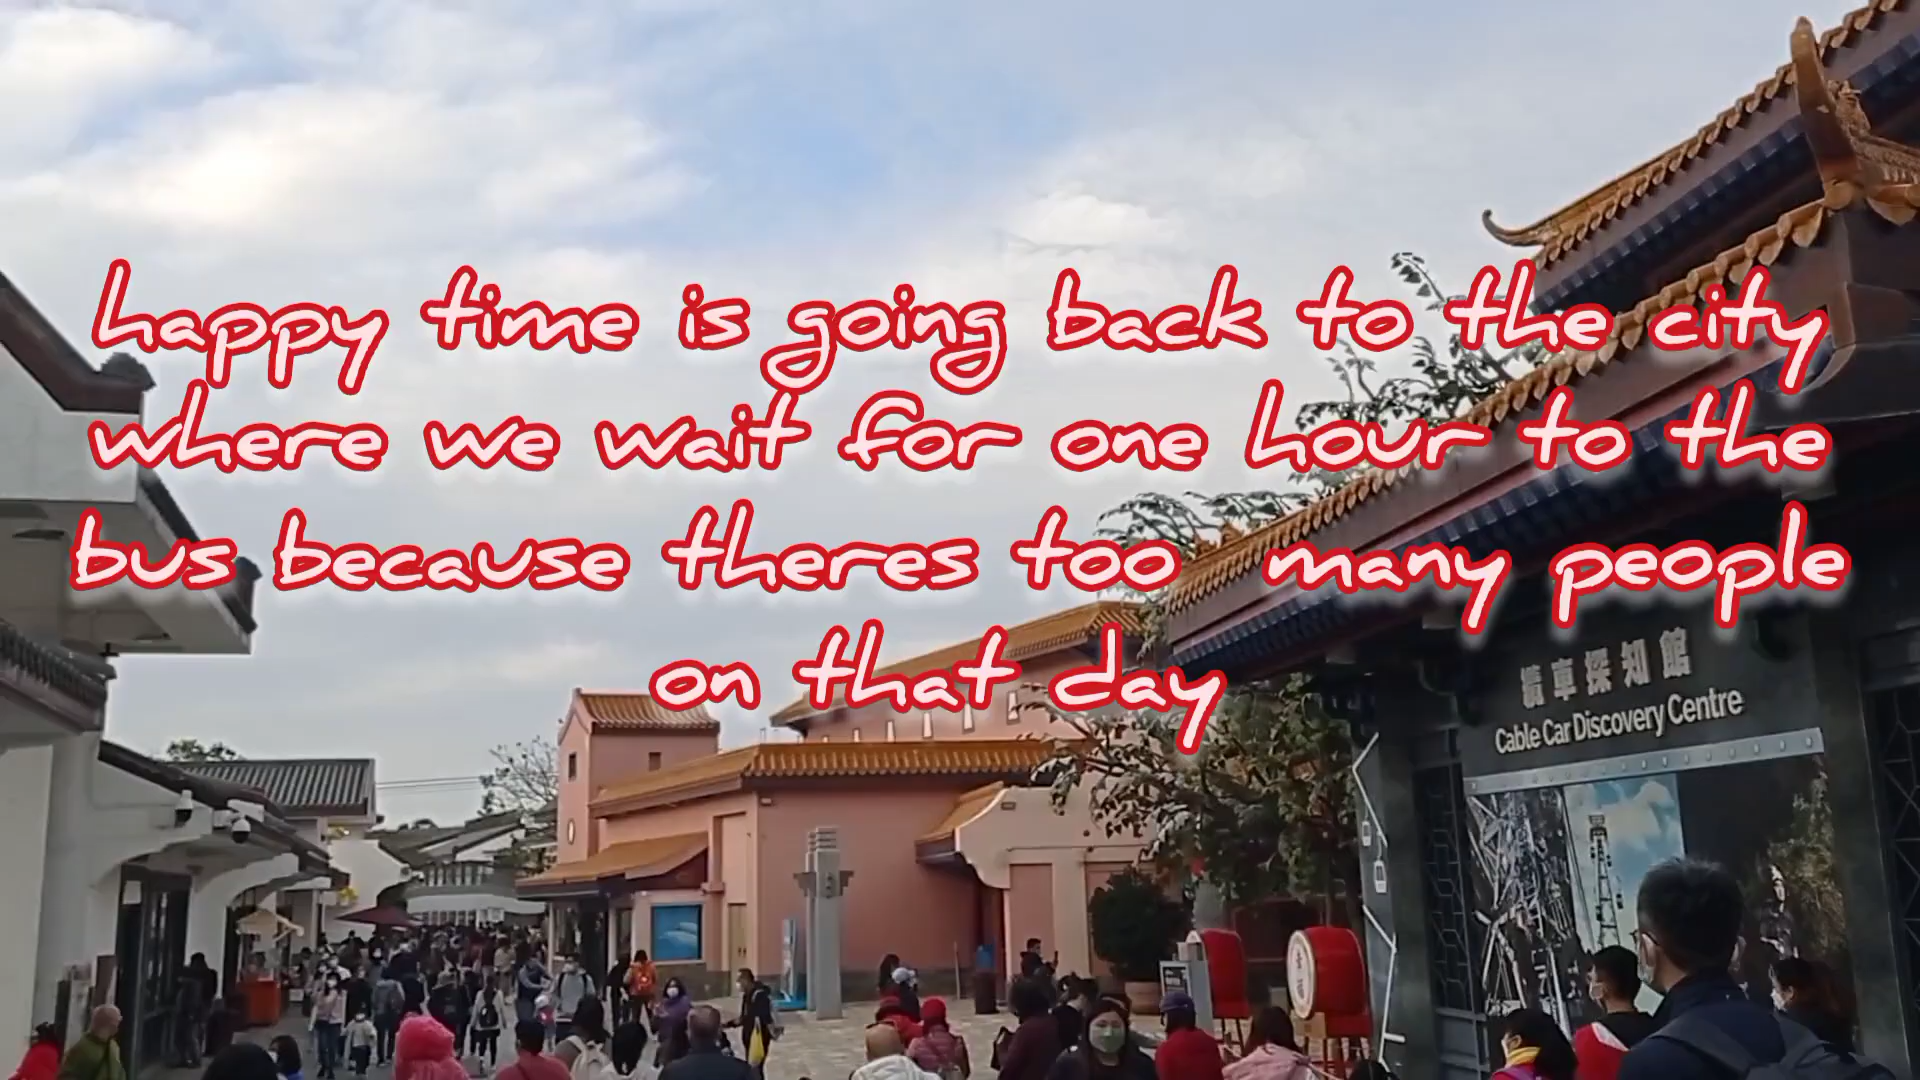 happy time is going back to the city
where we wait for one hour to the
bus because theres too  many people
on that day
纜車探知館
Cable Car Discovery Centre